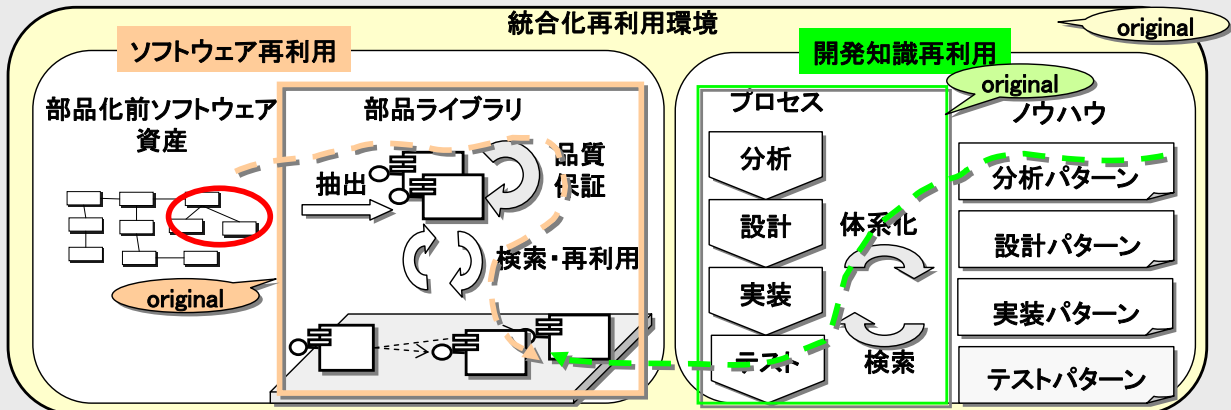 統合化再利用環境
original
ソフトウェア再利用
部品化前ソフトウェア
資産
部品ライブラリ
抽出
品質
保証
検索・再利用
original
開発知識再利用
original
プロセス
分析
設計
実装
テスト
体系化
検索
ノウハウ
分析パターン
設計パターン
実装パターン
テストパターン